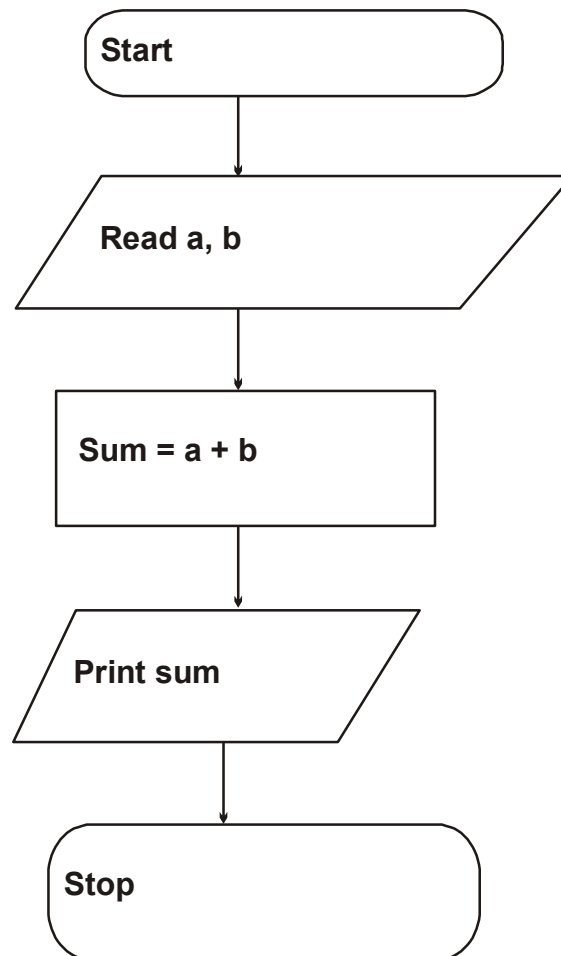 Start
Read a, b
Sum = a + b
Print sum
Stop